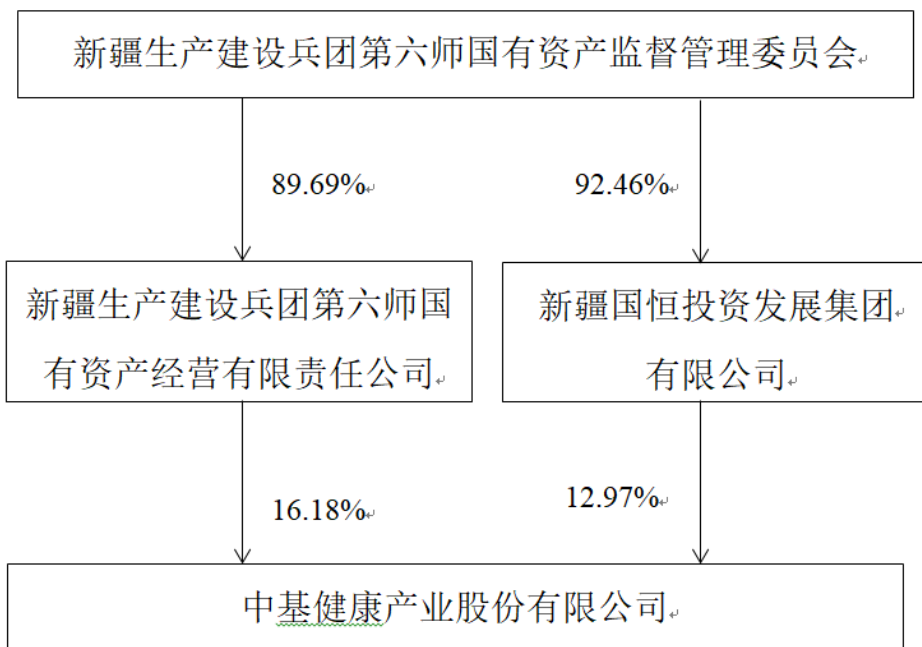 新疆生产建设兵团第六师国有资产监督管理委员会
89.69%
92.46%
新疆生产建设兵团第六师国
有资产经营有限责任公司
新疆国恒投资发展集团
有限公司
16.18%
12.97%
中基健康产业股份有限公司